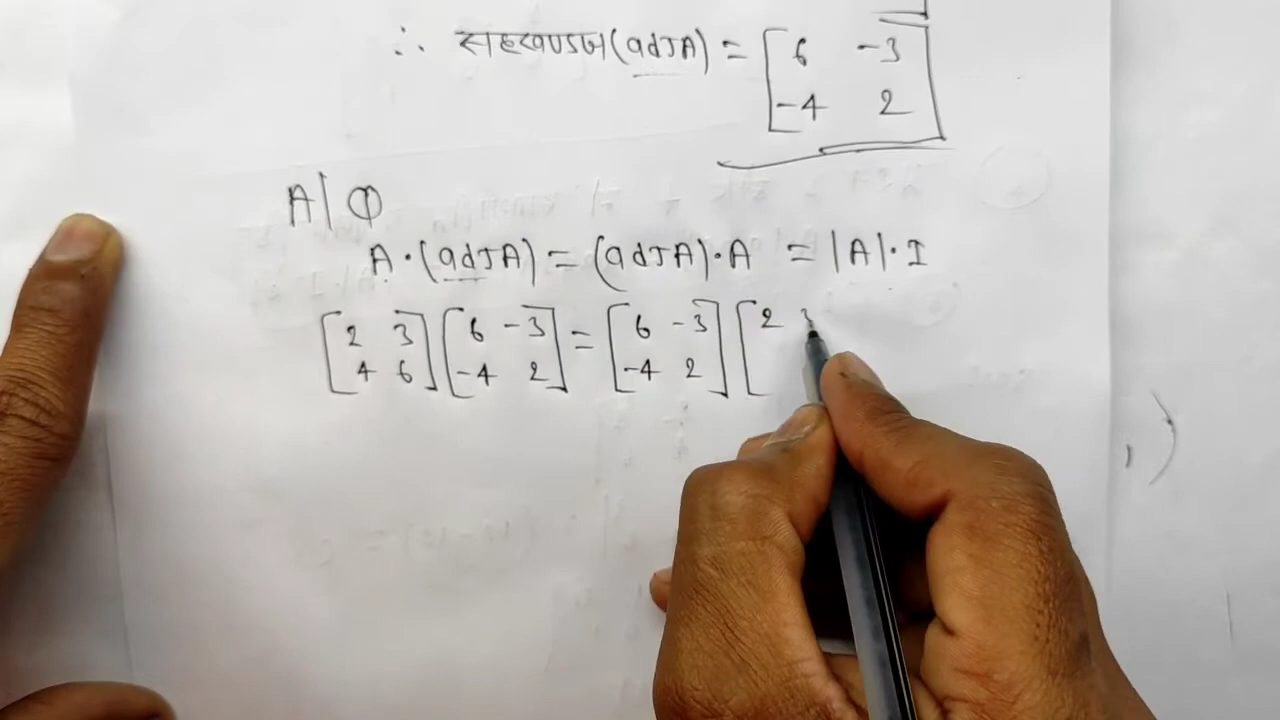 ∴ सहखण्डज (adJA) = [6 -3
-4 2]
A| Φ
A·(adJA) = (adJA)·A = |A|·I
[2 3 [6 -3 = [6 -3 [2 3
4 6] -4 2] -4 2]